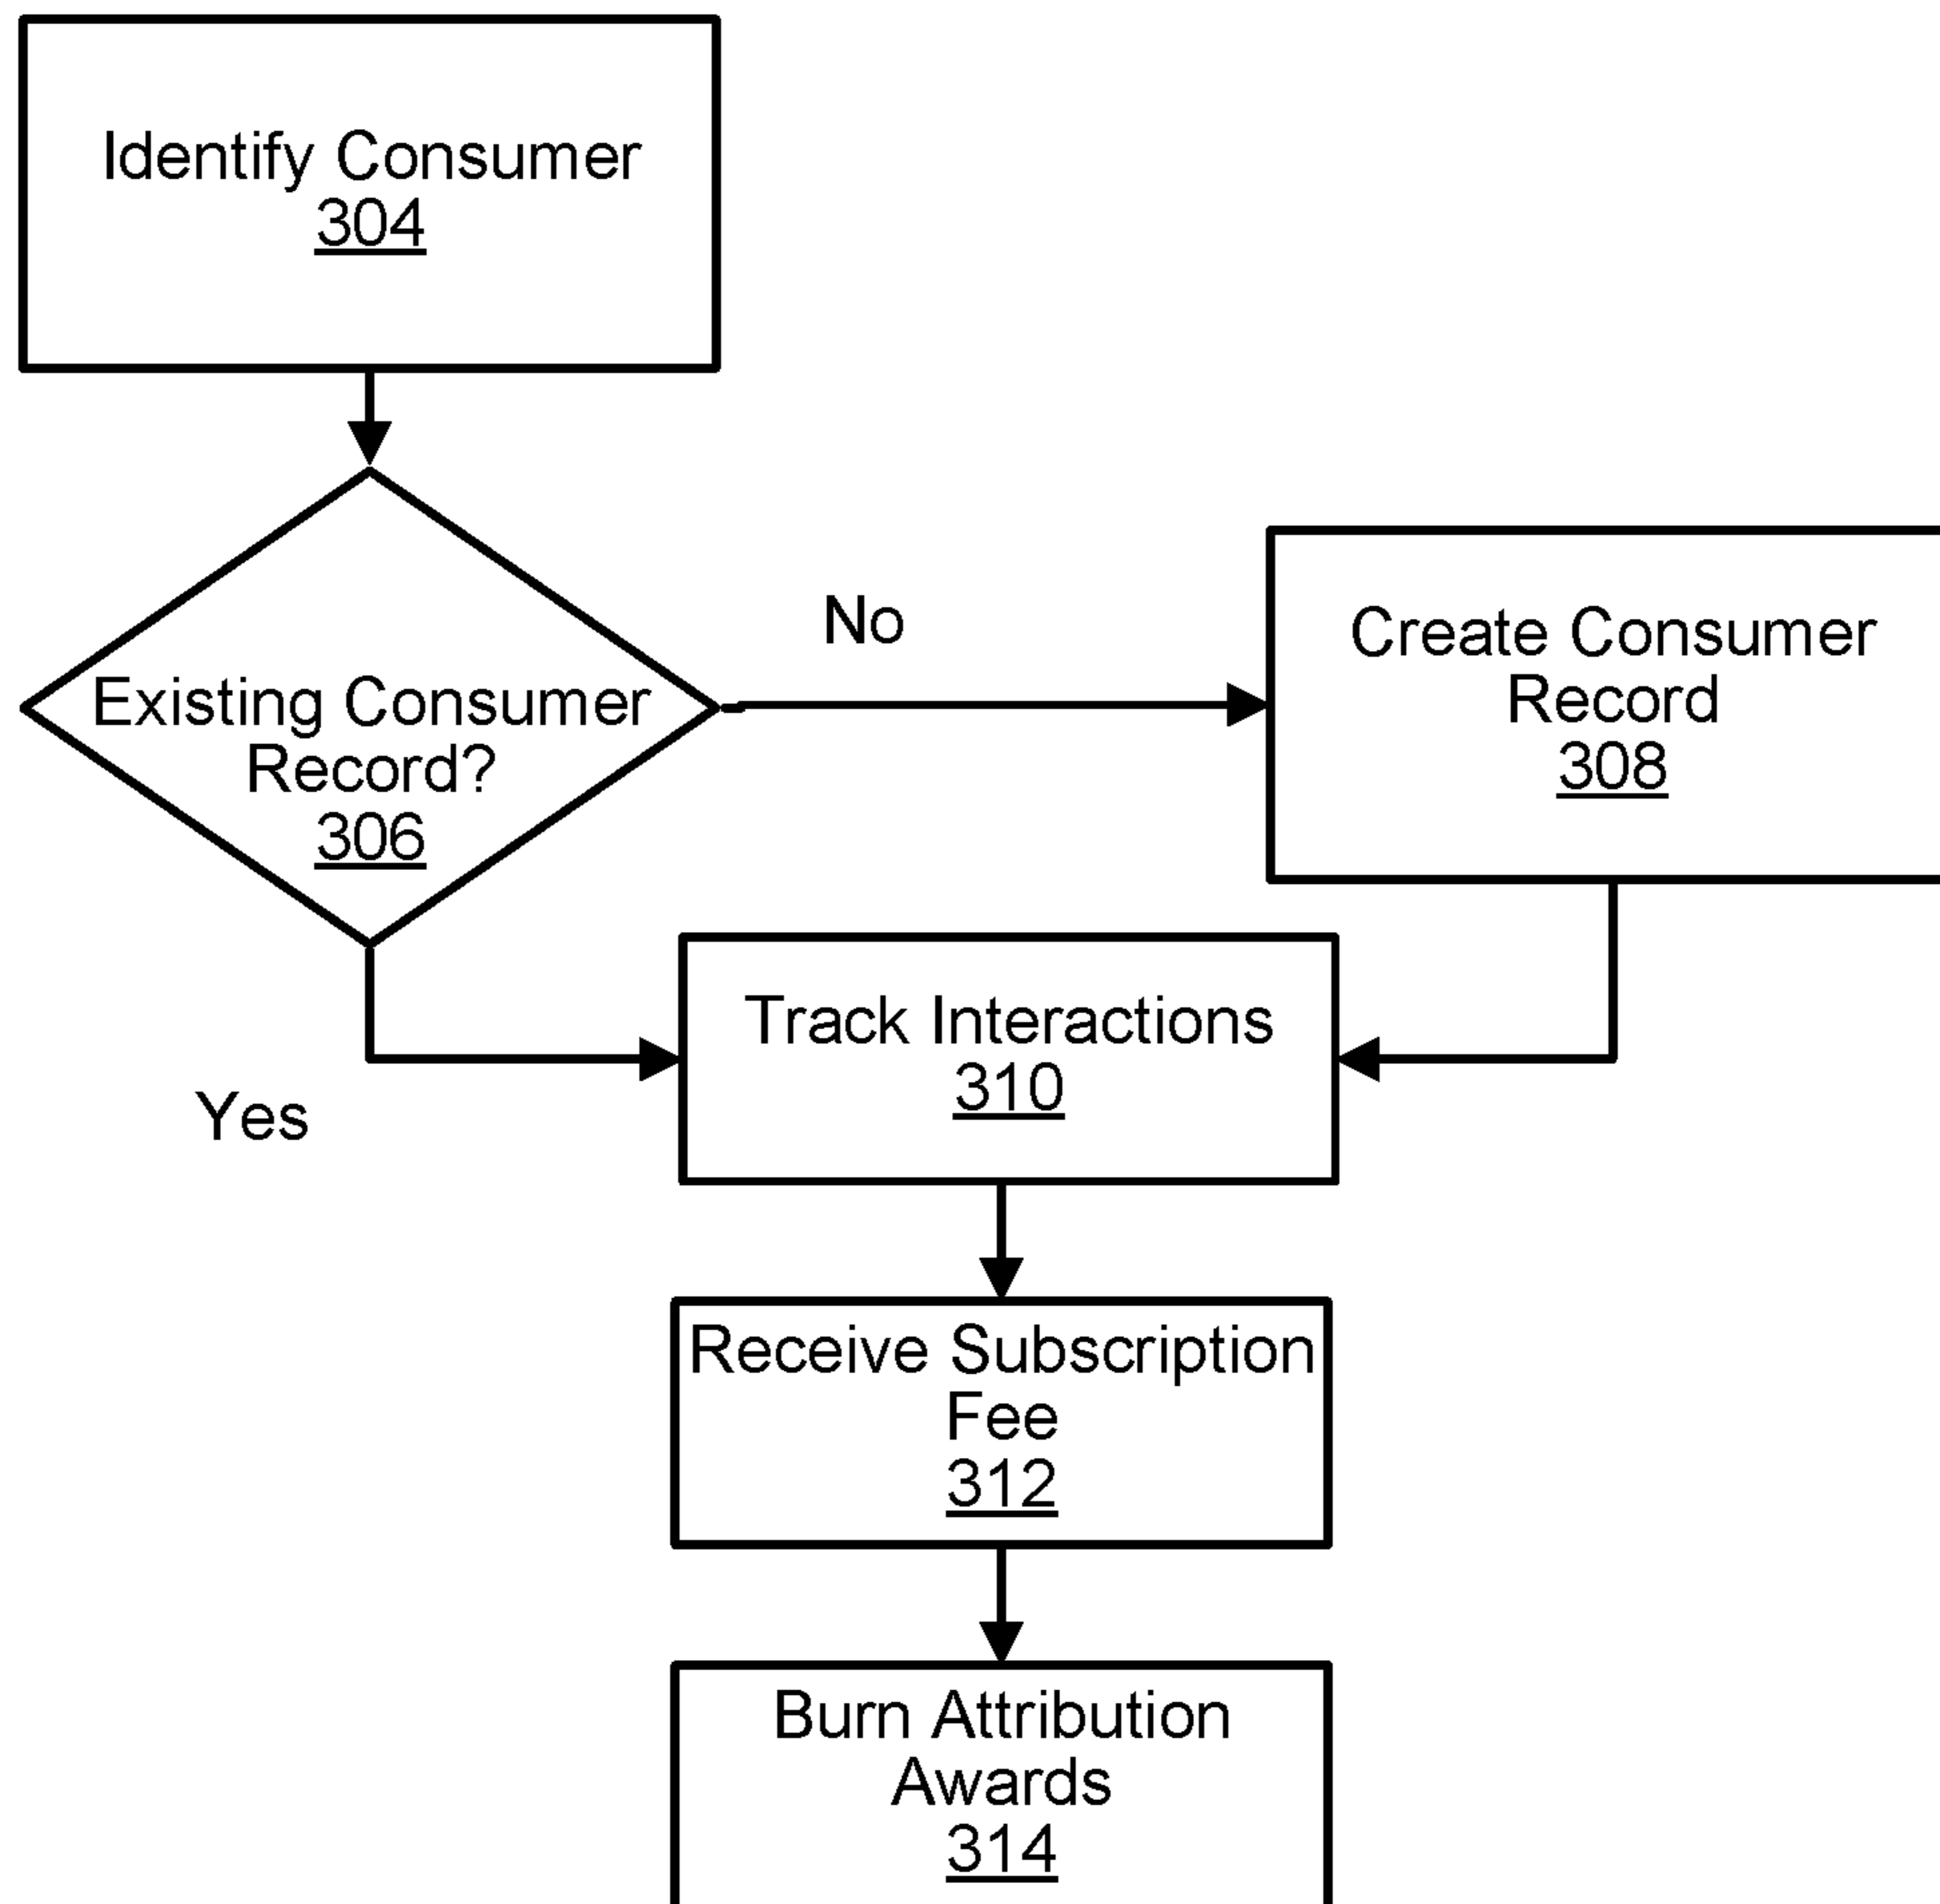 Identify Consumer
304
Existing Consumer
Record?
306
No
Create Consumer
Record
308
Yes
Track Interactions
310
Receive Subscription
Fee
312
Burn Attribution
Awards
314